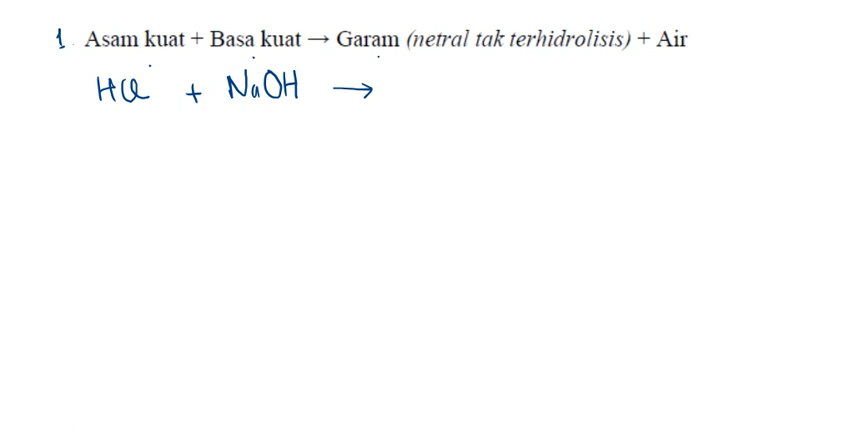 1. Asam kuat + Basa kuat → Garam (netral tak terhidrolisis) + Air
HCl + NaOH →